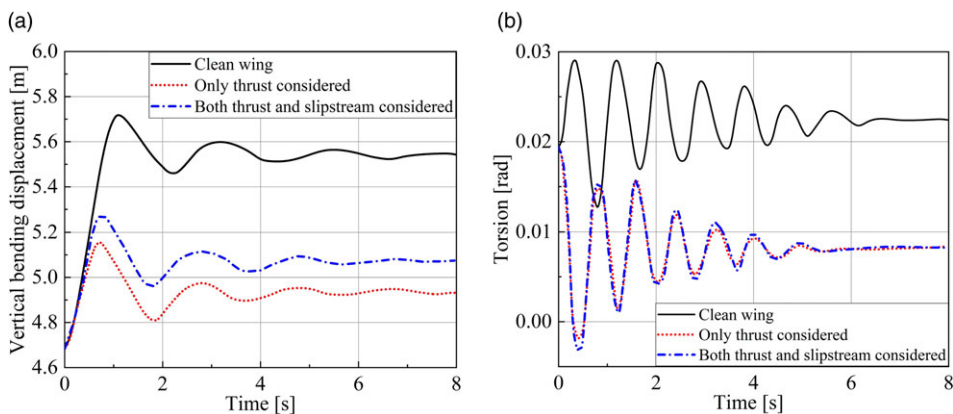 (a)
Vertical bending displacement [m]
6.0
5.8
5.6
5.4
5.2
5.0
4.8
4.6
Clean wing
Only thrust considered
Both thrust and slipstream considered
0
2
4
6
8
Time [s]
(b)
Torsion [rad]
0.03
0.02
0.01
0.00
Clean wing
Only thrust considered
Both thrust and slipstream considered
0
2
4
6
8
Time [s]